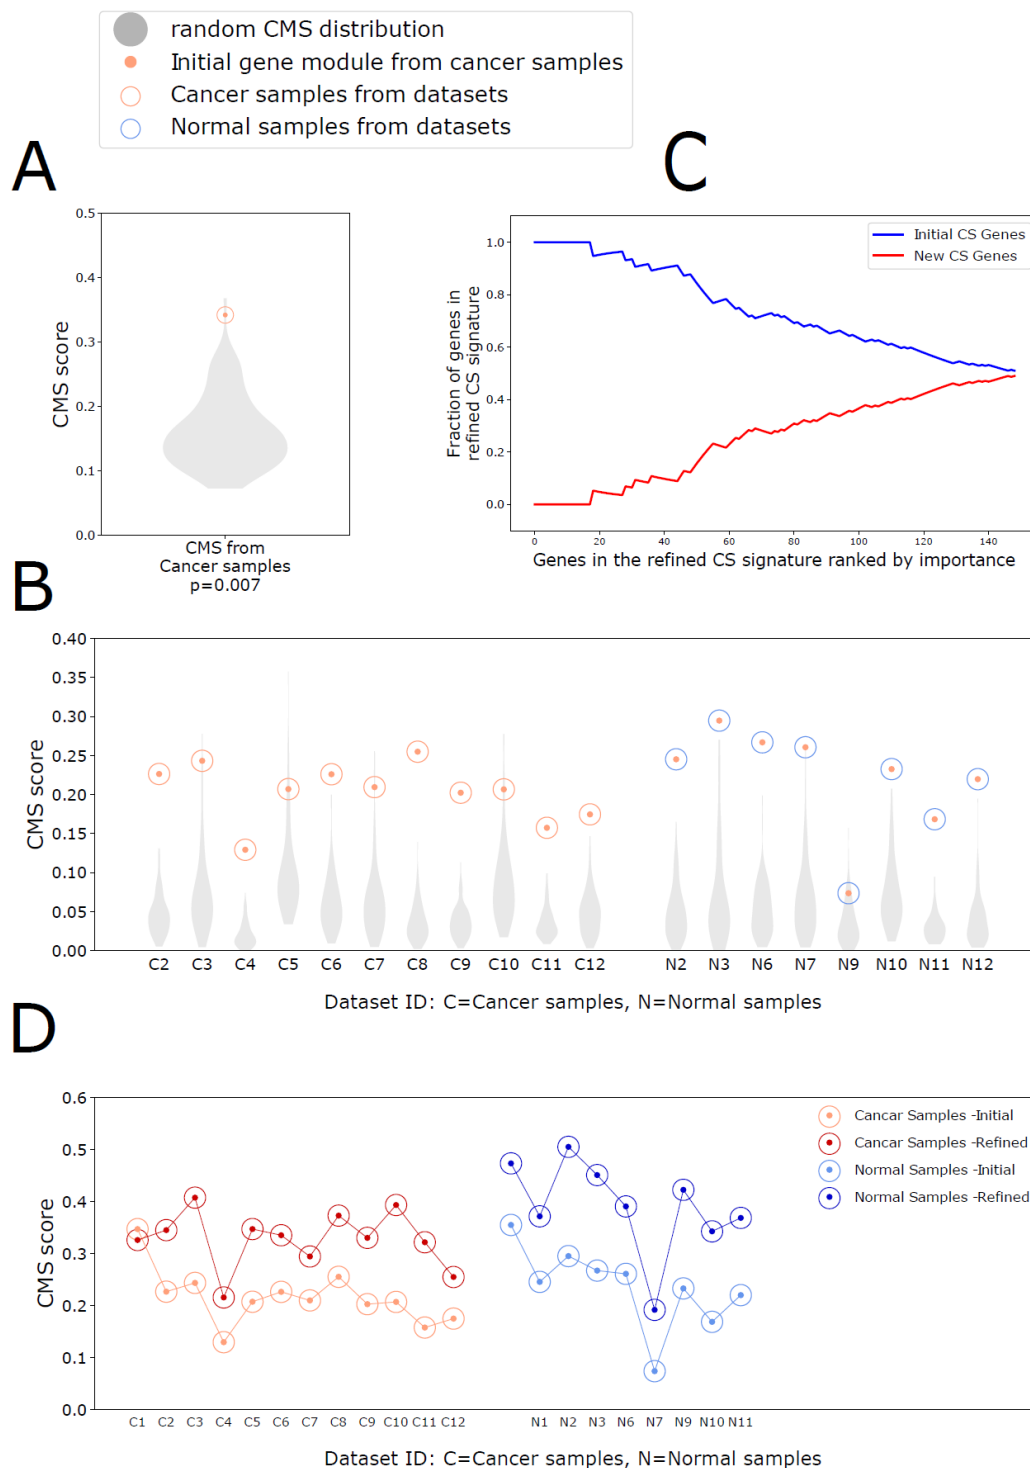 random CMS distribution
Initial gene module from cancer samples
Cancer samples from datasets
Normal samples from datasets
A
CMS score
0.5
0.4
0.3
0.2
0.1
0.0
CMS from
Cancer samples
p=0.007
C
Fraction of genes in
refined CS signature
1.0
0.8
0.6
0.4
0.2
0.0
Initial CS Genes
New CS Genes
0 20 40 60 80 100 120 140
Genes in the refined CS signature ranked by importance
B
CMS score
0.40
0.35
0.30
0.25
0.20
0.15
0.10
0.05
0.00
C2 C3 C4 C5 C6 C7 C8 C9 C10 C11 C12 N2 N3 N6 N7 N9 N10 N11 N12
Dataset ID: C=Cancer samples, N=Normal samples
D
CMS score
0.6
0.5
0.4
0.3
0.2
0.1
0.0
Cancar Samples -Initial
Cancar Samples -Refined
Normal Samples -Initial
Normal Samples -Refined
C1 C2 C3 C4 C5 C6 C7 C8 C9 C10 C11 C12 N1 N2 N3 N6 N7 N9 N10 N11
Dataset ID: C=Cancer samples, N=Normal samples